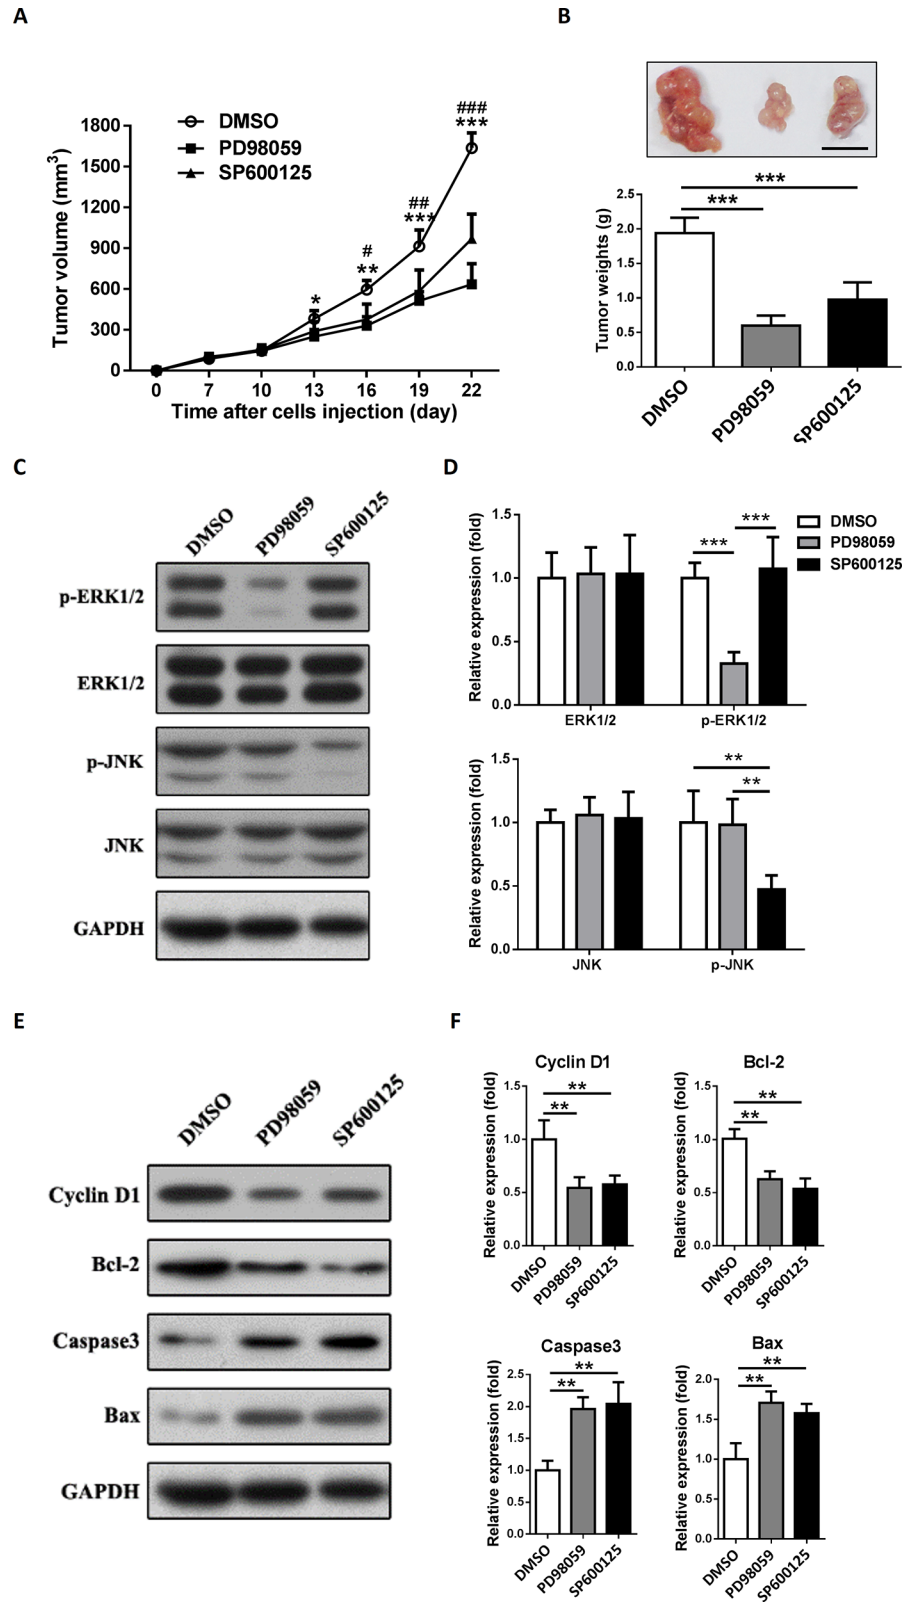 A
###
***
##
***
#
**
*
DMSO
PD98059
SP600125
Tumor volume (mm3)
1800
1500
1200
900
600
300
0
0 7 10 13 16 19 22
Time after cells injection (day)
B
***
***
Tumor weights (g)
2.5
2.0
1.0
0.5
0.0
DMSO
PD98059
SP600125
C
DMSO
PD98059
SP600125
p-ERK1/2
ERK1/2
p-JNK
JNK
GAPDH
D
Relative expression (fold)
1.5
1.0
0.5
0.0
***
***
DMSO
PD98059
SP600125
ERK1/2
p-ERK1/2
Relative expression (fold)
1.5
1.0
0.5
0.0
**
**
JNK
p-JNK
E
DMSO
PD98059
SP600125
Cyclin D1
Bcl-2
Caspase3
Bax
GAPDH
F
Cyclin D1
Relative expression (fold)
1.5
1.0
0.5
0.0
**
**
DMSO
PD98059
SP600125
Bcl-2
Relative expression (fold)
1.5
1.0
0.5
0.0
**
**
DMSO
PD98059
SP600125
Caspase3
Relative expression (fold)
2.5
2.0
1.5
1.0
0.5
0.0
**
**
DMSO
PD98059
SP600125
Bax
Relative expression (fold)
2.0
1.5
1.0
0.5
0.0
**
**
DMSO
PD98059
SP600125